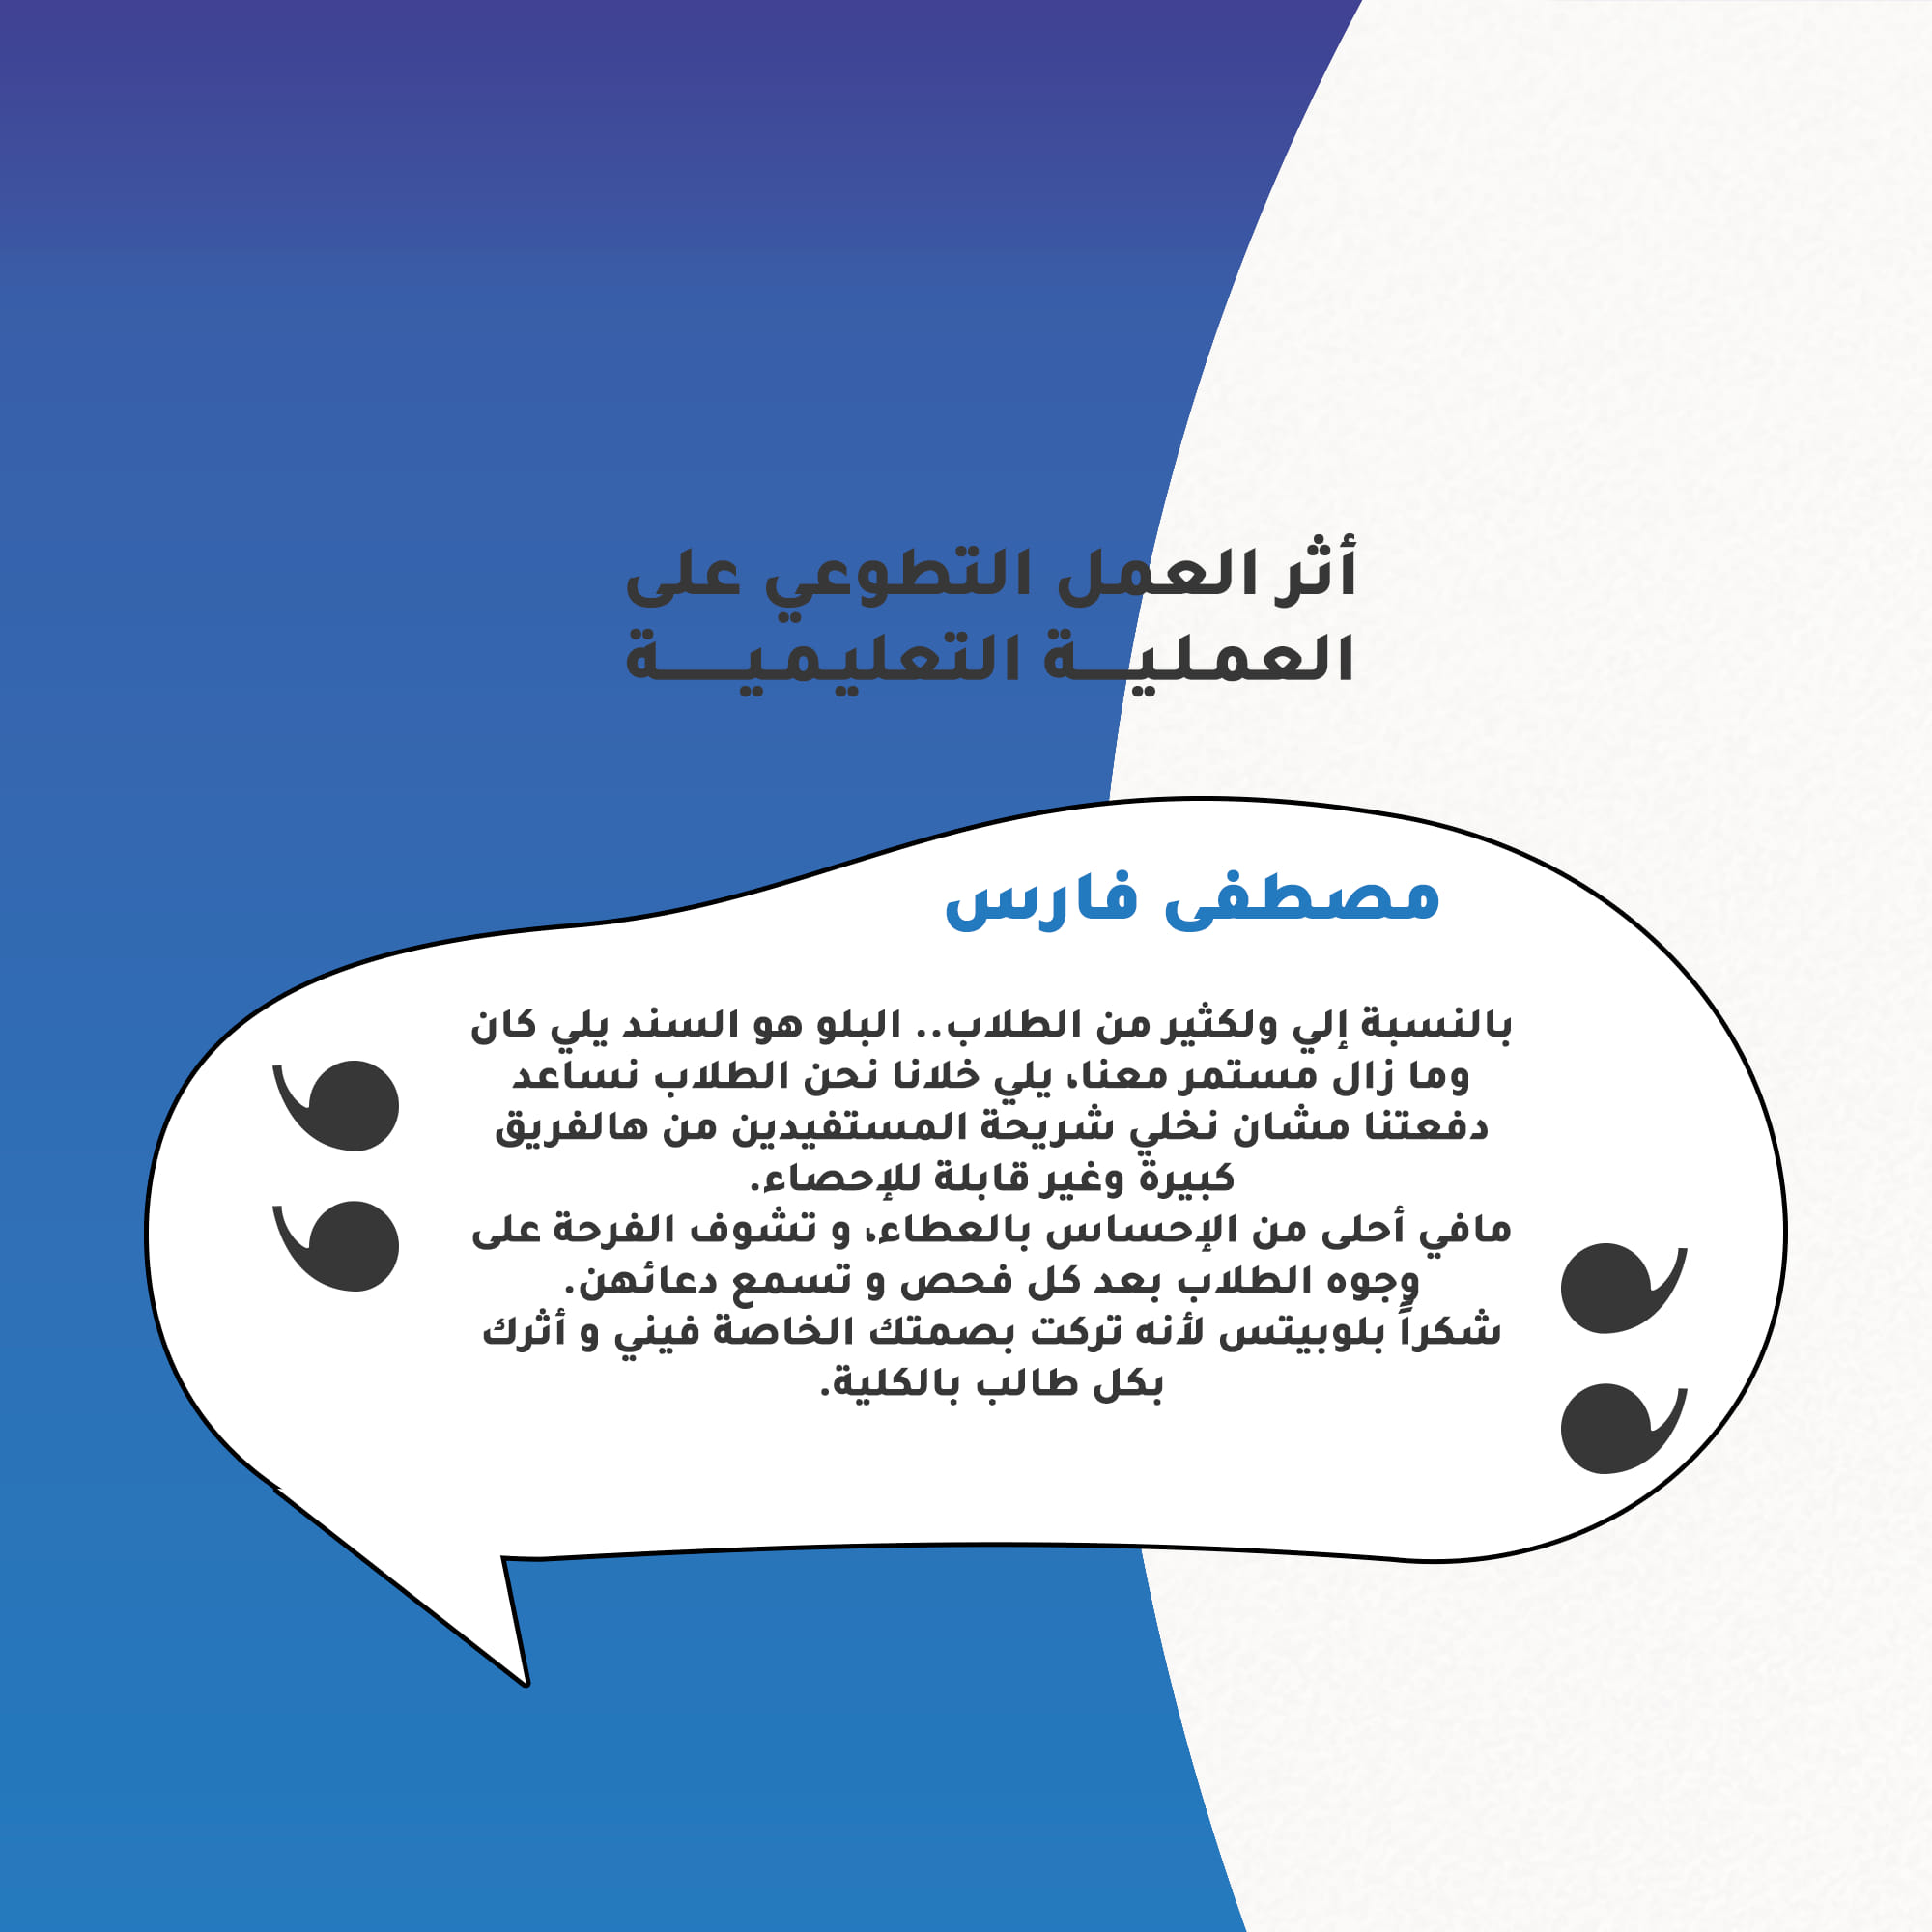 أثر العمل التطوعي على
العمليـــة التعليميـــــة
مصطفى فارس
بالنسبة إلي ولكثير من الطلاب.. البلو هو السند يلي كان
وما زال مستمر معنا، يلي خلانا نحن الطلاب نساعد
دفعتنا مشان نخلي شريحة المستفيدين من هالفريق
كبيرة وغير قابلة للإحصاء.
مافي أحلى من الإحساس بالعطاء، و تشوف الفرحة على
وجوه الطلاب بعد كل فحص و تسمع دعائهن.
شكراً بلوبيتس لأنه تركت بصمتك الخاصة فيني و أثرك
بكل طالب بالكلية.